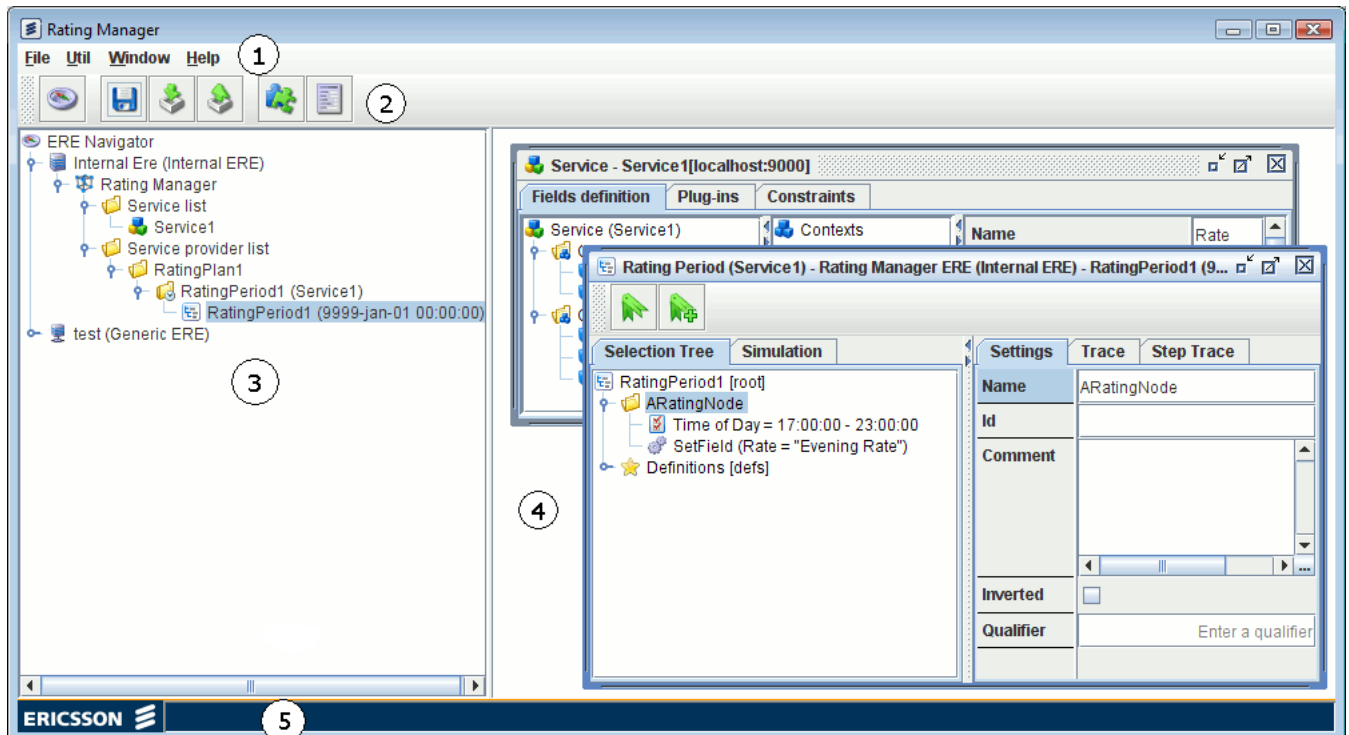 Rating Manager
File Util Window Help 1
2
ERE Navigator
Internal Ere (Internal ERE)
Rating Manager
Service list
Service1
Service provider list
RatingPlan1
RatingPeriod1 (Service1)
RatingPeriod1 (9999-jan-01 00:00:00)
test (Generic ERE)
3
Service - Service1[localhost:9000]
Fields definition Plug-ins Constraints
Service (Service1) Contexts Name Rate
Rating Period (Service1) - Rating Manager ERE (Internal ERE) - RatingPeriod1 (9...
Selection Tree Simulation
RatingPeriod1 [root]
ARatingNode
Time of Day = 17:00:00 - 23:00:00
SetField (Rate = "Evening Rate")
Definitions [defs]
Settings Trace Step Trace
Name ARatingNode
Id
Comment
...
Inverted
Qualifier Enter a qualifier
4
ERICSSON 5